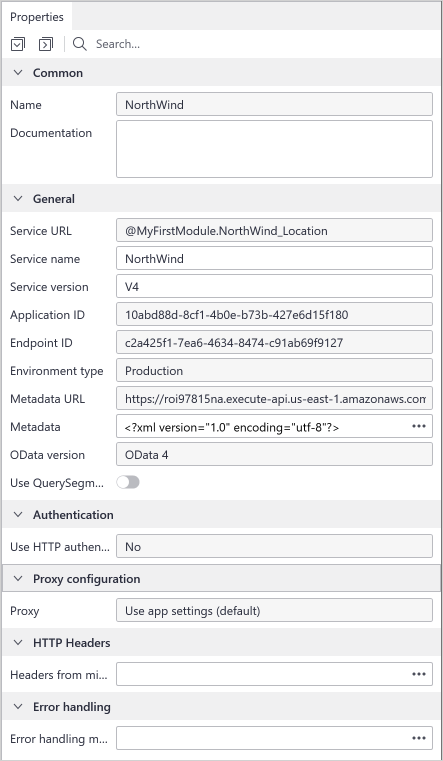 Properties
Search...
Common
Name NorthWind
Documentation
General
Service URL @MyFirstModule.NorthWind_Location
Service name NorthWind
Service version V4
Application ID 10abd88d-8cf1-4b0e-b73b-427e6d15f180
Endpoint ID c2a425f1-7ea6-4634-8474-c91ab69f9127
Environment type Production
Metadata URL https://roi97815na.execute-api.us-east-1.amazonaws.com
Metadata <?xml version="1.0" encoding="utf-8"?> ...
OData version OData 4
Use QuerySegm...
Authentication
Use HTTP authen... No
Proxy configuration
Proxy Use app settings (default)
HTTP Headers
Headers from mi... ...
Error handling
Error handling m... ...